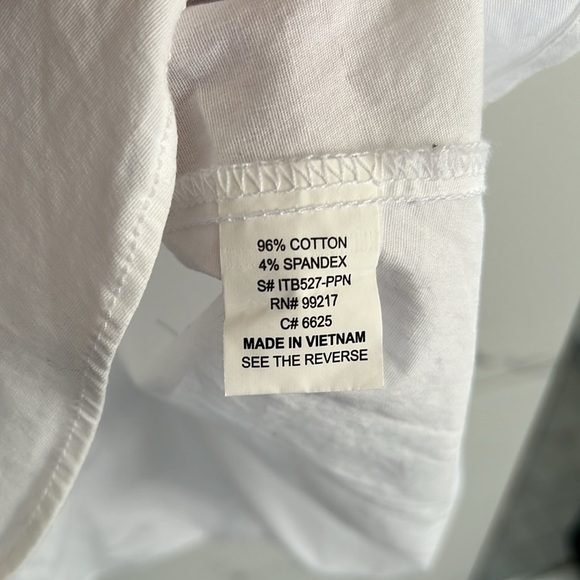 96% COTTON
4% SPANDEX
S# ITB527-PPN
RN# 99217
C# 6625
MADE IN VIETNAM
SEE THE REVERSE